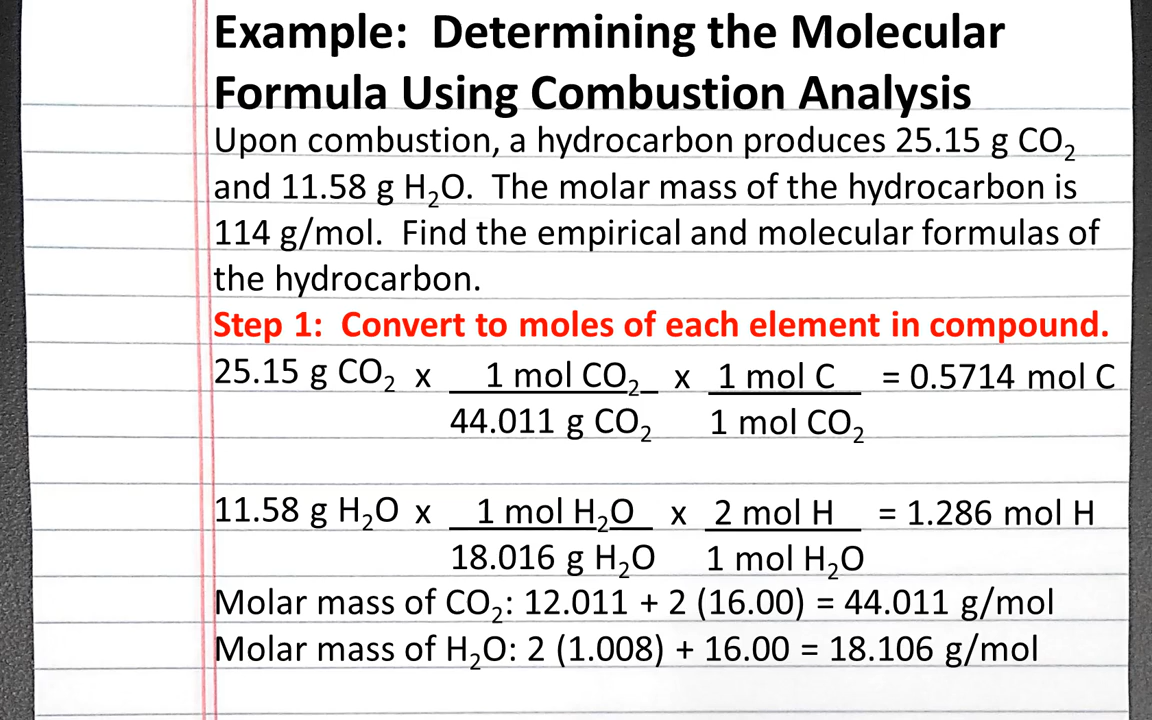 Example: Determining the Molecular
Formula Using Combustion Analysis
Upon combustion, a hydrocarbon produces 25.15 g CO₂
and 11.58 g H₂O. The molar mass of the hydrocarbon is
114 g/mol. Find the empirical and molecular formulas of
the hydrocarbon.
Step 1: Convert to moles of each element in compound.
25.15 g CO₂ x 1 mol CO₂ x 1 mol C = 0.5714 mol C
44.011 g CO₂ 1 mol CO₂
11.58 g H₂O x 1 mol H₂O x 2 mol H = 1.286 mol H
18.016 g H₂O 1 mol H₂O
Molar mass of CO₂: 12.011 + 2 (16.00) = 44.011 g/mol
Molar mass of H₂O: 2 (1.008) + 16.00 = 18.106 g/mol